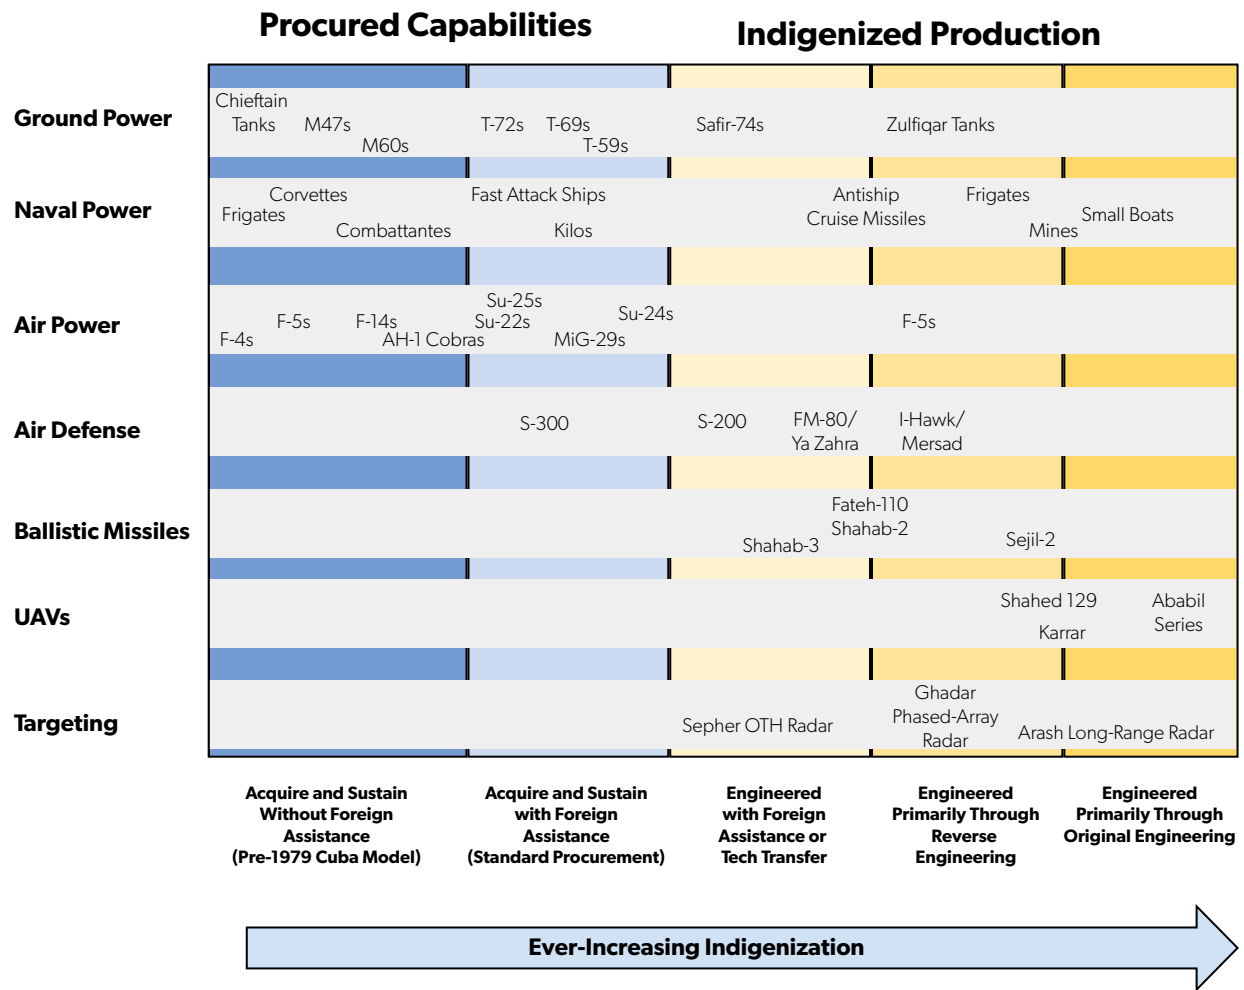 Procured Capabilities
Indigenized Production
Ground Power
Chieftain
Tanks
M47s
M60s
T-72s
T-69s
T-59s
Safir-74s
Zulfiqar Tanks
Naval Power
Corvettes
Frigates
Combattantes
Fast Attack Ships
Kilos
Antiship
Cruise Missiles
Frigates
Mines
Small Boats
Air Power
F-4s
F-5s
F-14s
AH-1 Cobras
Su-25s
Su-22s
MiG-29s
Su-24s
F-5s
Air Defense
S-300
S-200
FM-80/
Ya Zahra
I-Hawk/
Mersad
Ballistic Missiles
Shahab-3
Fateh-110
Shahab-2
Sejil-2
UAVs
Shahed 129
Karrar
Ababil
Series
Targeting
Sepher OTH Radar
Ghadar
Phased-Array
Radar
Arash Long-Range Radar
Acquire and Sustain
Without Foreign
Assistance
(Pre-1979 Cuba Model)
Acquire and Sustain
with Foreign
Assistance
(Standard Procurement)
Engineered
with Foreign
Assistance or
Tech Transfer
Engineered
Primarily Through
Reverse
Engineering
Engineered
Primarily Through
Original Engineering
Ever-Increasing Indigenization